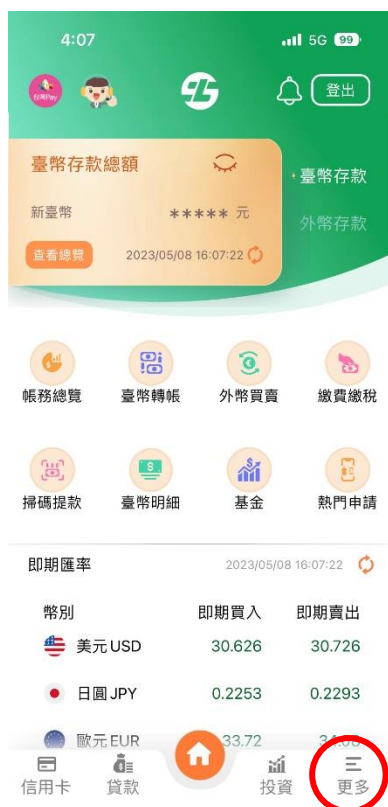 4:07
5G 99
台灣Pay
登出
臺幣存款總額
臺幣存款
新臺幣 ***** 元
外幣存款
查看總覽 2023/05/08 16:07:22
帳務總覽 臺幣轉帳 外幣買賣 繳費繳稅
掃碼提款 臺幣明細 基金 熱門申請
即期匯率 2023/05/08 16:07:22
幣別 即期買入 即期賣出
美元 USD 30.626 30.726
日圓 JPY 0.2253 0.2293
歐元 EUR 33.72
信用卡 貸款 投資 更多